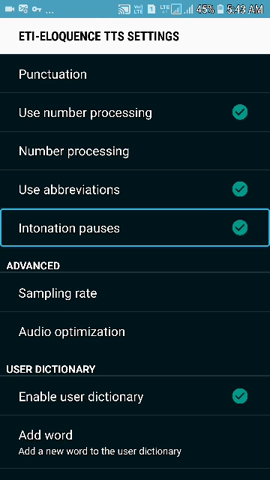 45% 5:43 AM
ETI-ELOQUENCE TTS SETTINGS
Punctuation
Use number processing
Number processing
Use abbreviations
Intonation pauses
ADVANCED
Sampling rate
Audio optimization
USER DICTIONARY
Enable user dictionary
Add word
Add a new word to the user dictionary